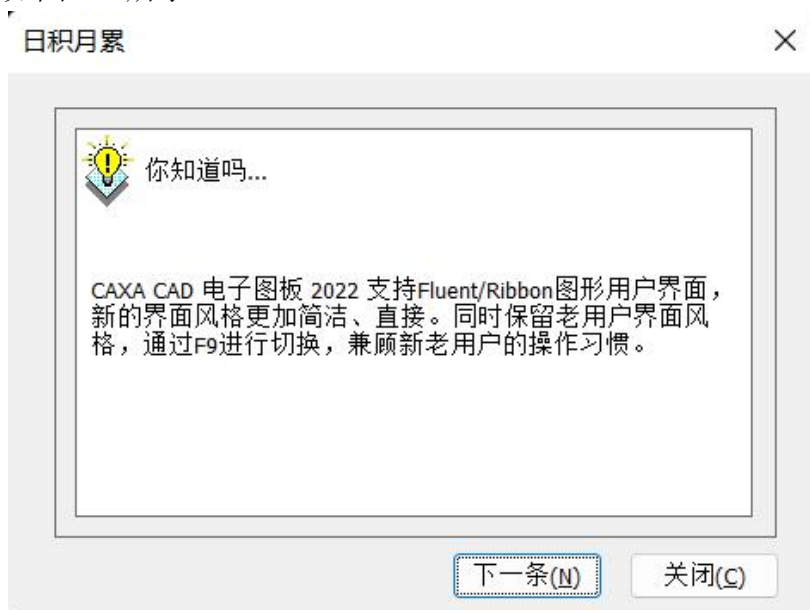 日积月累
你知道吗...
CAXA CAD 电子图板 2022 支持Fluent/Ribbon图形用户界面，
新的界面风格更加简洁、直接。同时保留老用户界面风
格，通过F9进行切换，兼顾新老用户的操作习惯。
下一条(N)
关闭(C)